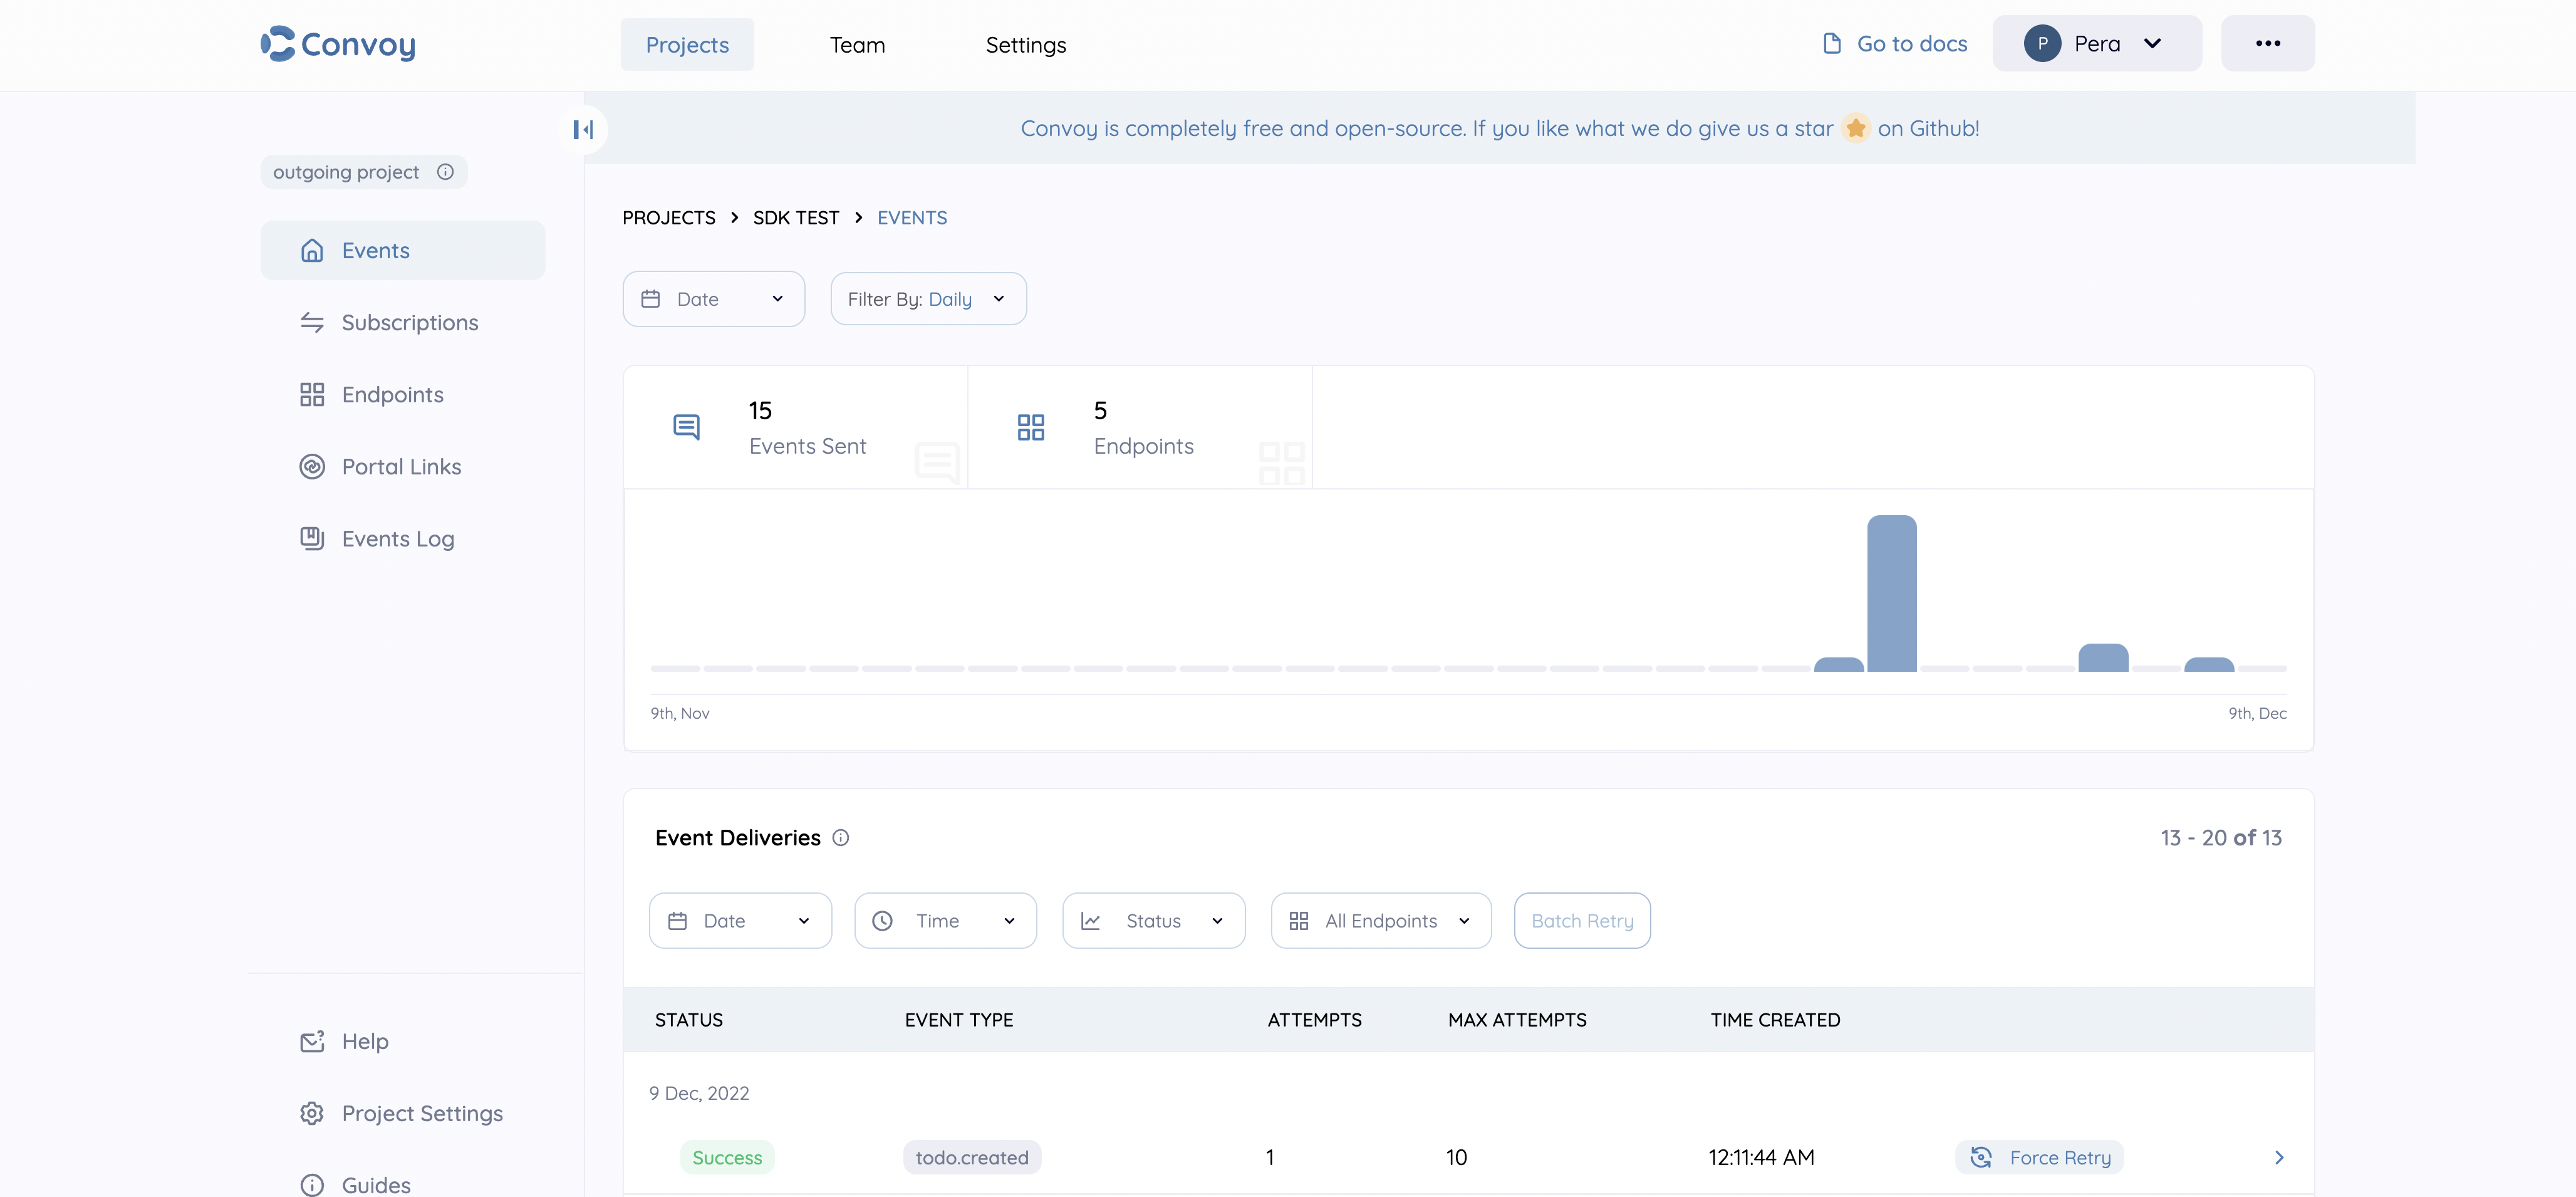 Convoy
Projects Team Settings
Go to docs P Pera
Convoy is completely free and open-source. If you like what we do give us a star ⭐ on Github!
outgoing project
Events
Subscriptions
Endpoints
Portal Links
Events Log
Help
Project Settings
Guides
PROJECTS > SDK TEST > EVENTS
Date Filter By: Daily
15
Events Sent
5
Endpoints
9th, Nov 9th, Dec
Event Deliveries 13 - 20 of 13
Date Time Status All Endpoints Batch Retry
STATUS EVENT TYPE ATTEMPTS MAX ATTEMPTS TIME CREATED
9 Dec, 2022
Success todo.created 1 10 12:11:44 AM Force Retry